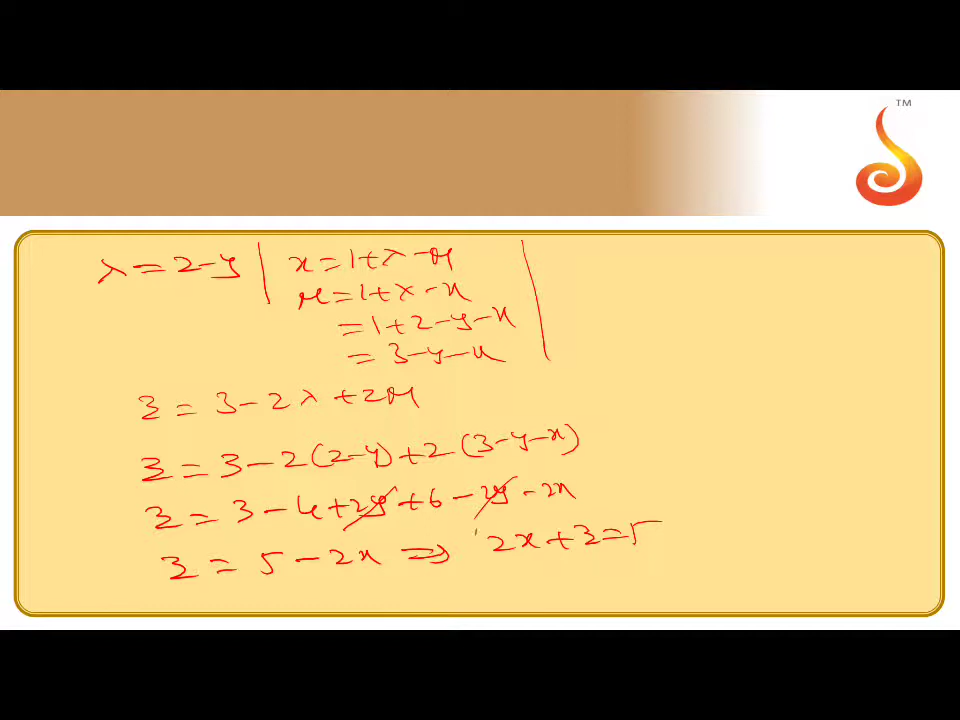 TM
λ = 2 - y
x = 1 + λ - μ
μ = 1 + λ - x
= 1 + 2 - y - x
= 3 - y - x
z = 3 - 2λ + 2μ
z = 3 - 2(2 - y) + 2(3 - y - x)
z = 3 - 4 + 2y + 6 - 2y - 2x
z = 5 - 2x ⇒ 2x + z = 5